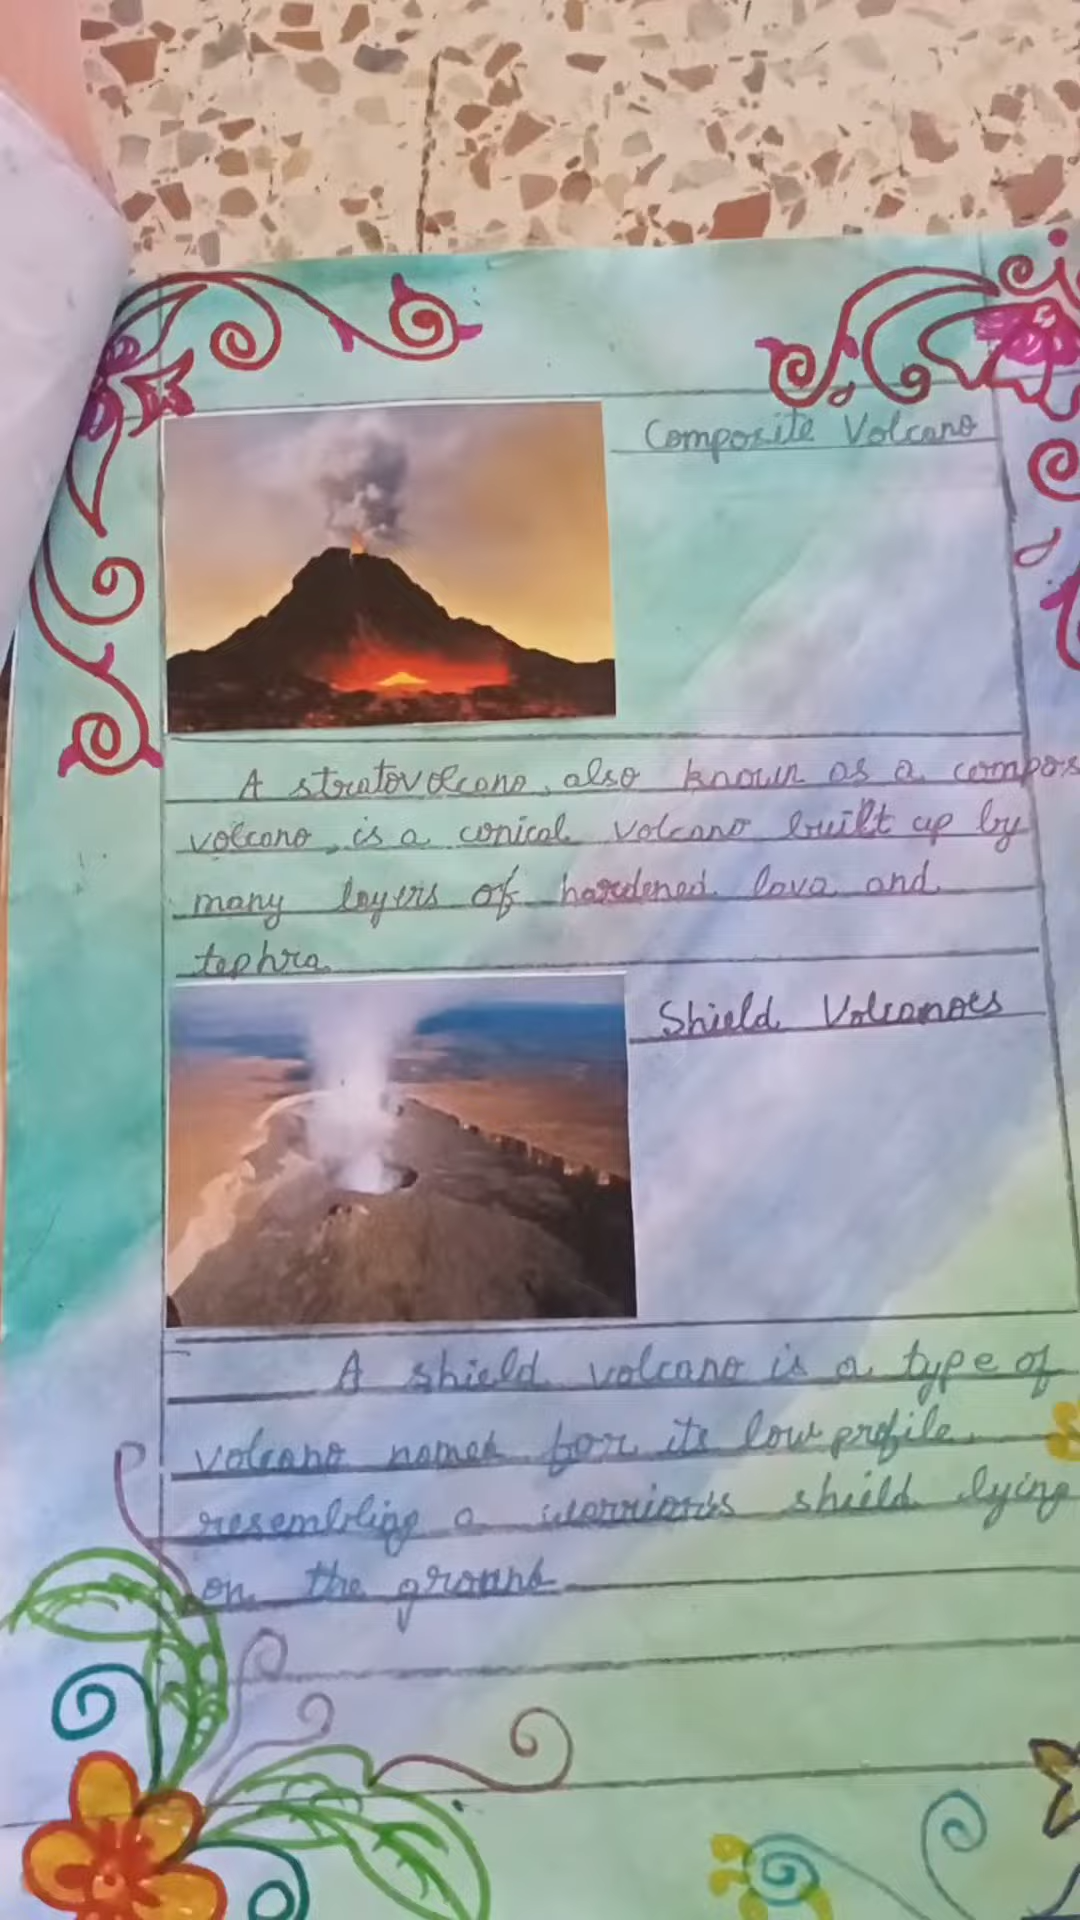 Composite Volcano
A stratovolcano, also known as a compos
volcano, is a conical volcano built up by
many layers of hardened lava and
tephra
Shield Volcanoes
A shield volcano is a type of
volcano named for its low profile,
resembling a warriors shield lying
on the ground